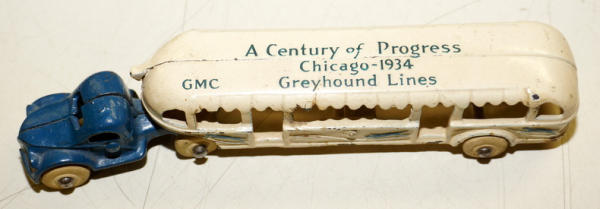 A Century of Progress
Chicago-1934
GMC Greyhound Lines